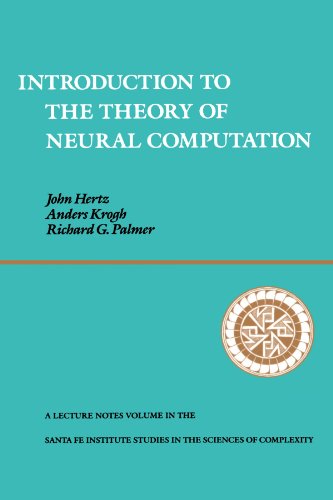 INTRODUCTION TO
THE THEORY OF
NEURAL COMPUTATION
John Hertz
Anders Krogh
Richard G. Palmer
A LECTURE NOTES VOLUME IN THE
SANTA FE INSTITUTE STUDIES IN THE SCIENCES OF COMPLEXITY